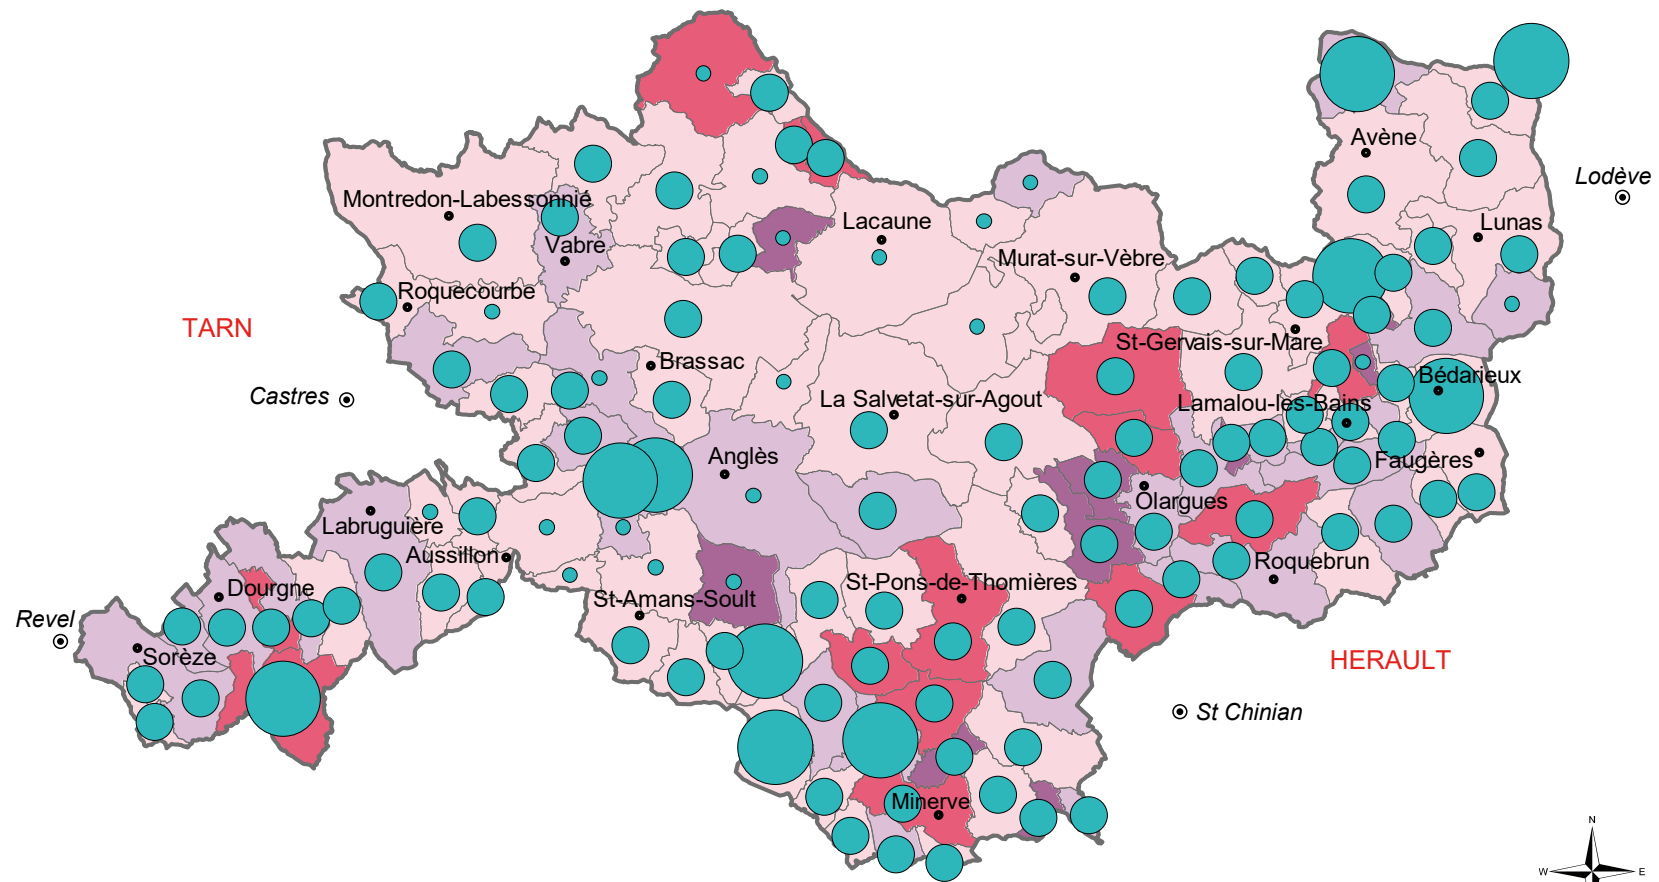 Avène
Lodève
Montredon-Labessonnié
Lacaune
Lunas
Vabre
Murat-sur-Vèbre
Roquecourbe
TARN
St-Gervais-sur-Mare
Brassac
Bédarieux
Castres
La Salvetat-sur-Agout
Lamalou-les-Bains
Anglès
Faugères
Olargues
Labruguière
Aussillon
Roquebrun
Dourgne
St-Pons-de-Thomières
St-Amans-Soult
Revel
Sorèze
HERAULT
St Chinian
Minerve
N
W
E